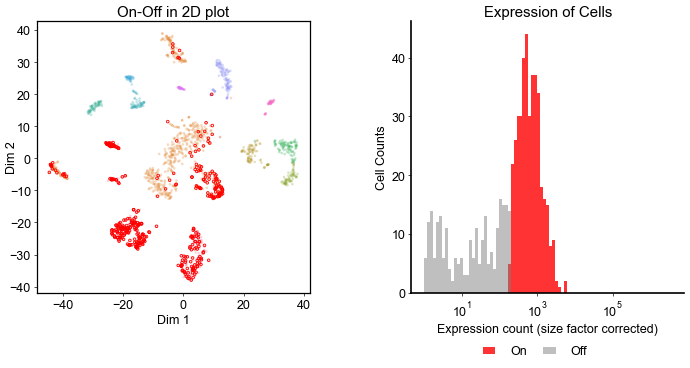 On-Off in 2D plot
40
30
20
10
0
−10
−20
−30
−40
Dim 2
−40 −20 0 20 40
Dim 1
Expression of Cells
40
30
20
10
0
Cell Counts
10^1 10^3 10^5
Expression count (size factor corrected)
On Off